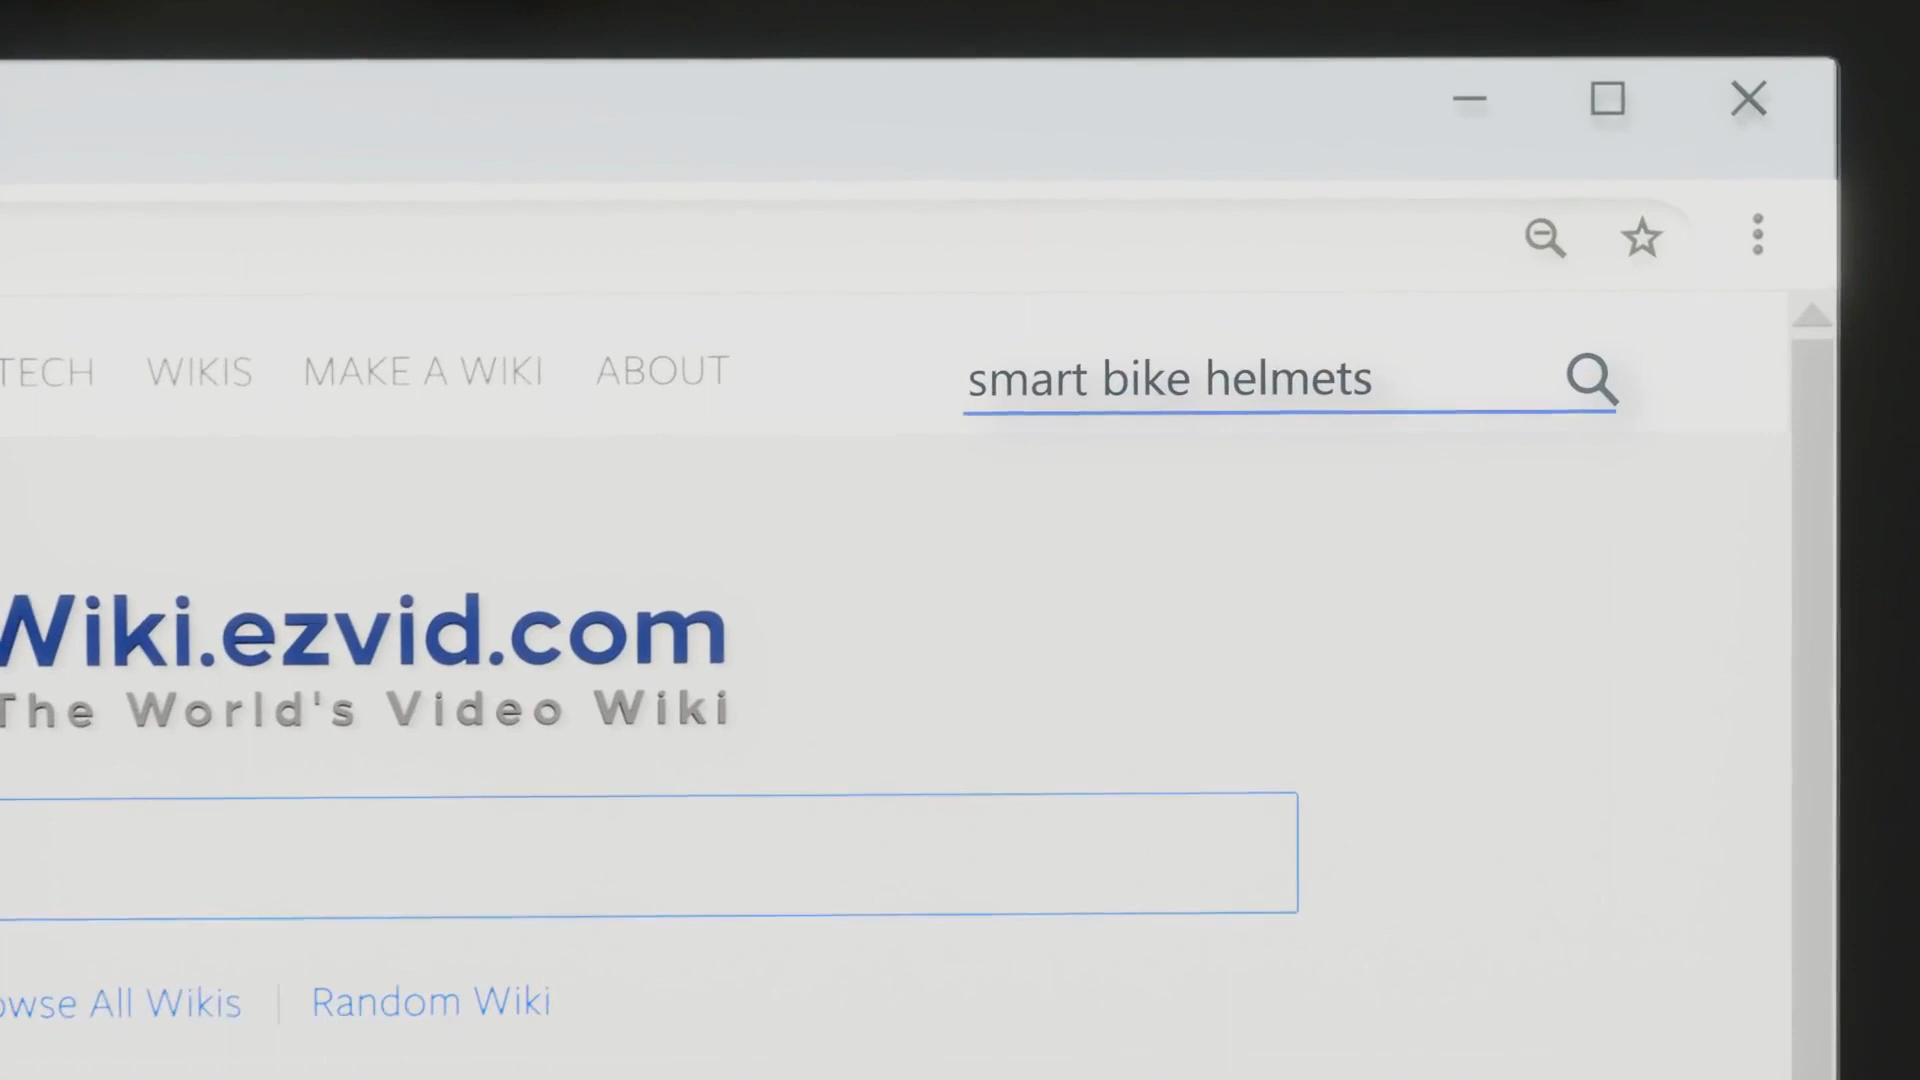 TECH WIKIS MAKE A WIKI ABOUT
smart bike helmets
Wiki.ezvid.com
The World's Video Wiki
owse All Wikis | Random Wiki